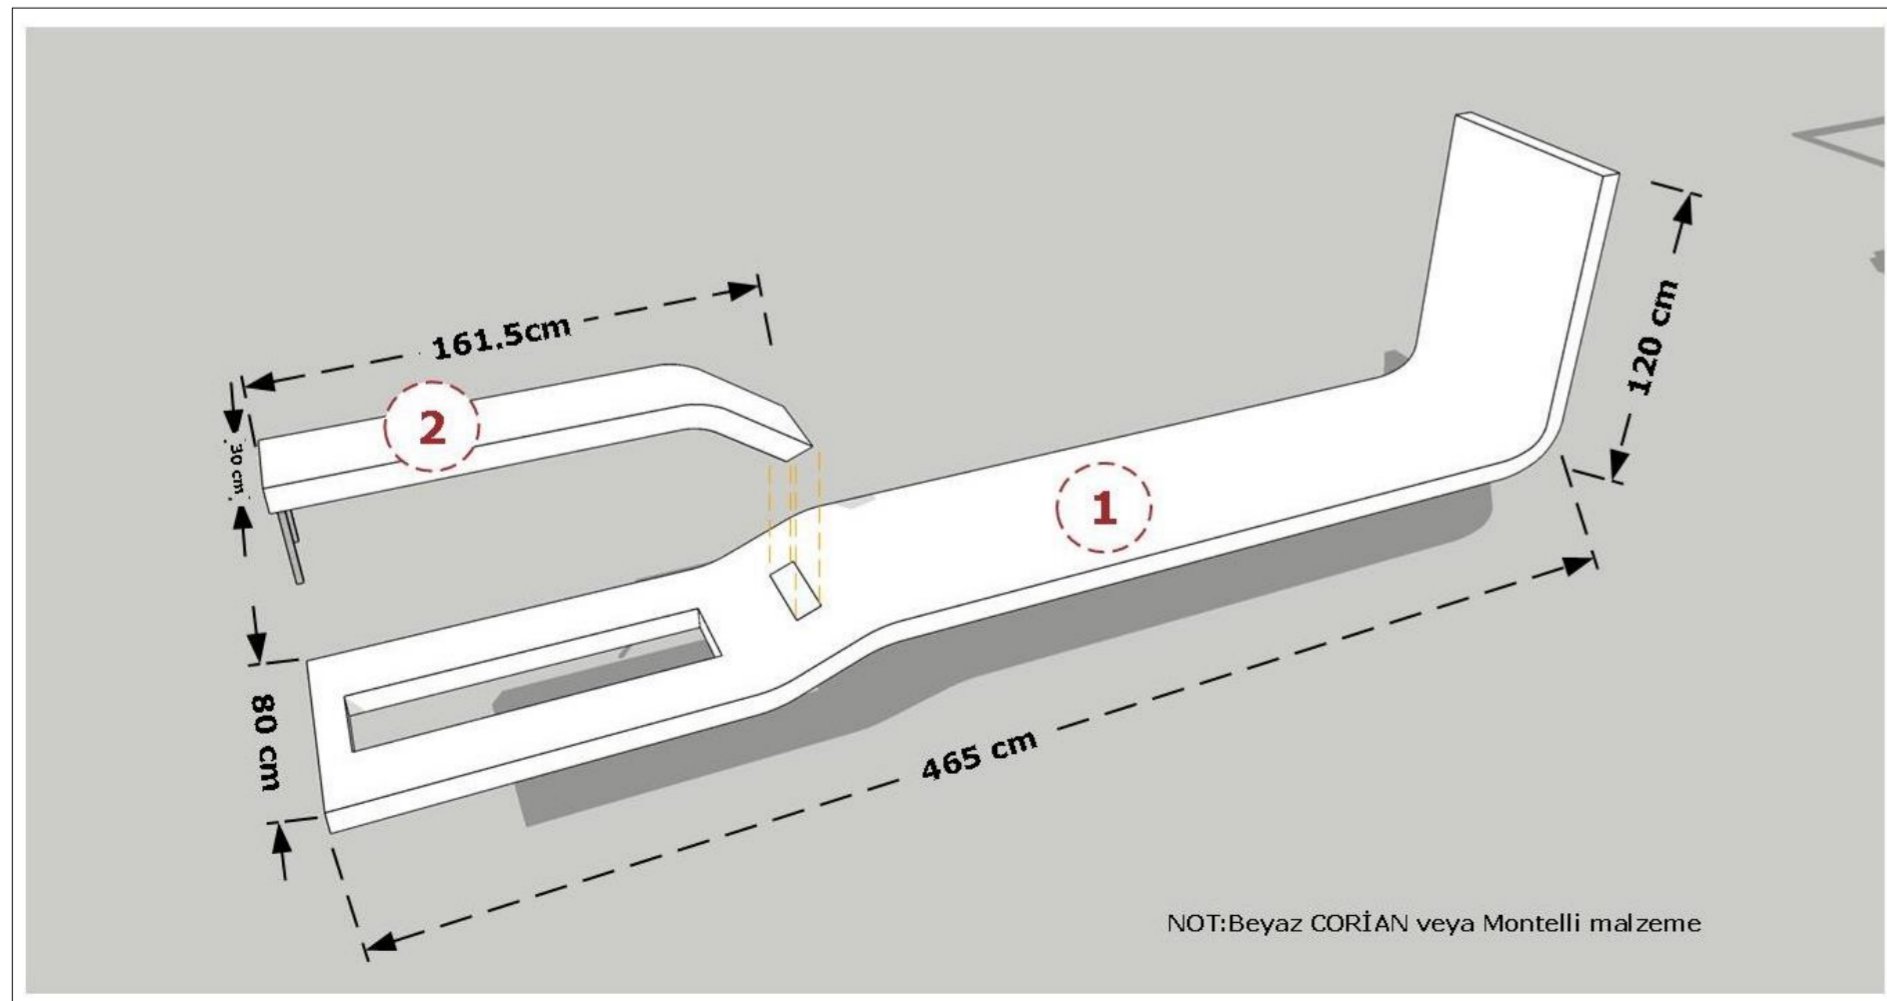 161.5cm
2
30 cm
120 cm
1
80 cm
465 cm
NOT:Beyaz CORİAN veya Montelli malzeme